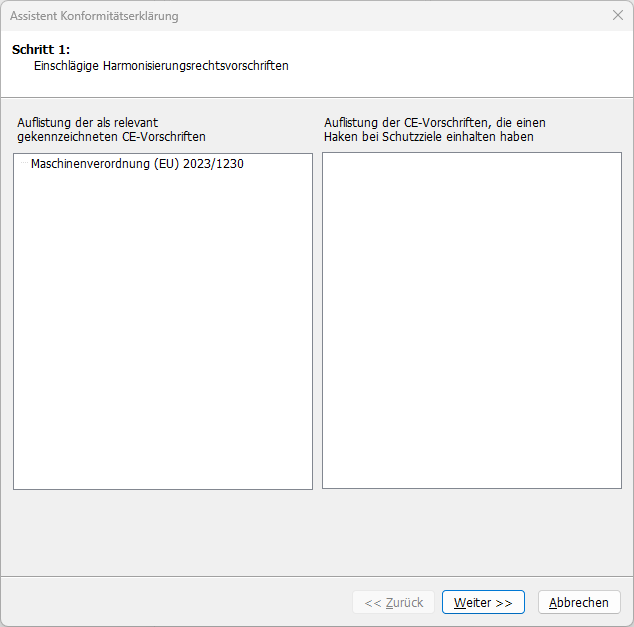 Assistent Konformitätserklärung
Schritt 1:
Einschlägige Harmonisierungsrechtsvorschriften
Auflistung der als relevant
gekennzeichneten CE-Vorschriften
Auflistung der CE-Vorschriften, die einen
Haken bei Schutzziele einhalten haben
Maschinenverordnung (EU) 2023/1230
<< Zurück
Weiter >>
Abbrechen